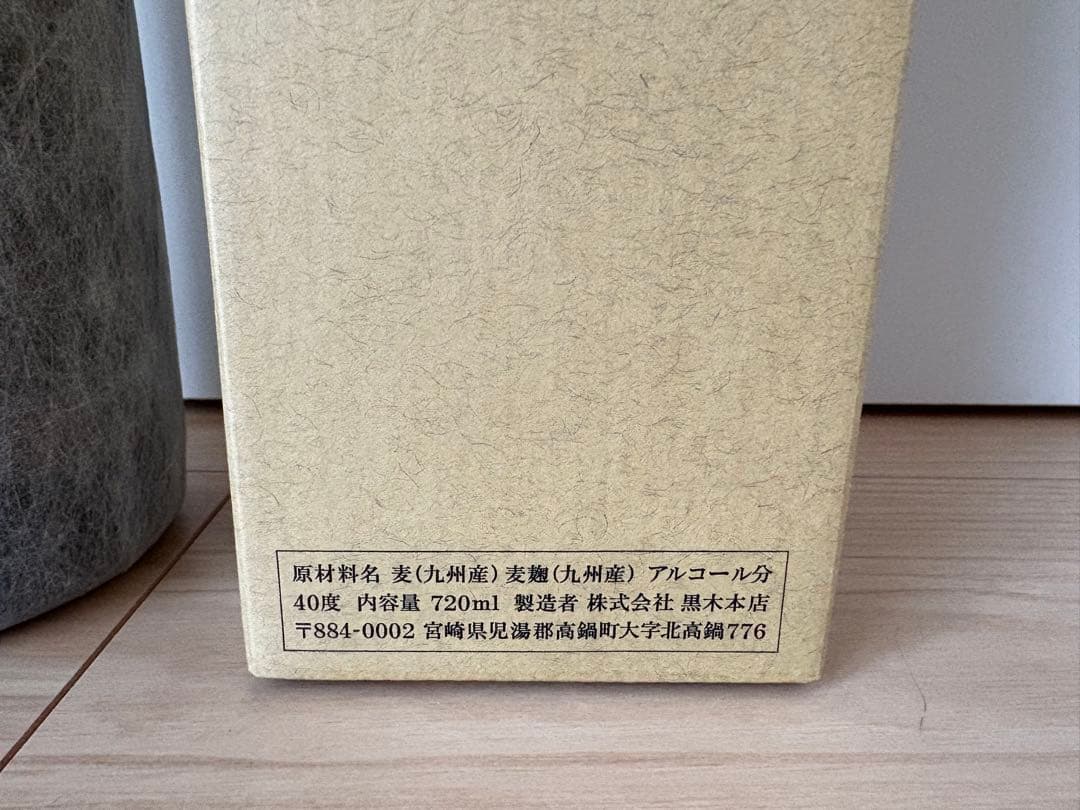 原材料名 麦(九州産)麦麹(九州産) アルコール分
40度 内容量 720ml 製造者 株式会社 黒木本店
〒884-0002 宮崎県児湯郡高鍋町大字北高鍋776